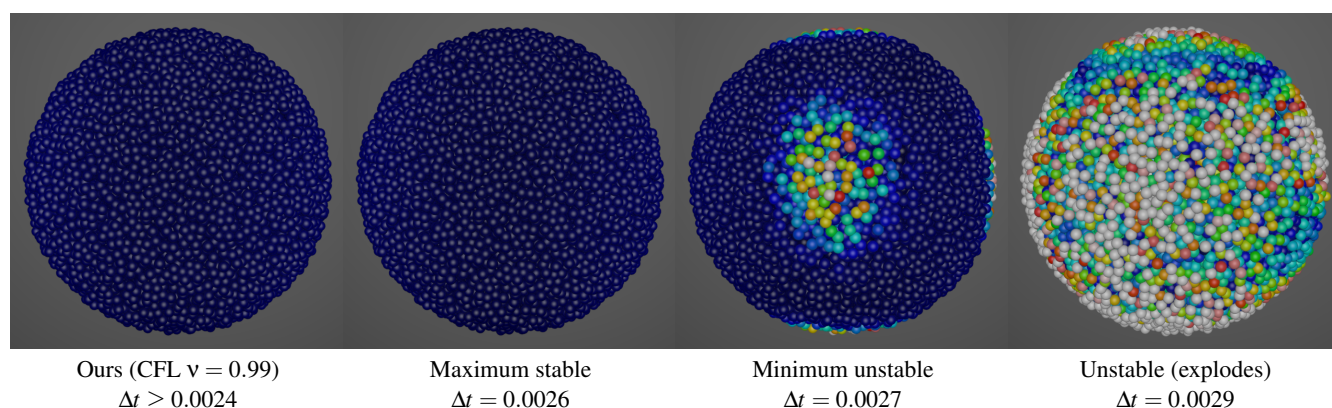 Ours (CFL ν = 0.99)
Δt > 0.0024
Maximum stable
Δt = 0.0026
Minimum unstable
Δt = 0.0027
Unstable (explodes)
Δt = 0.0029